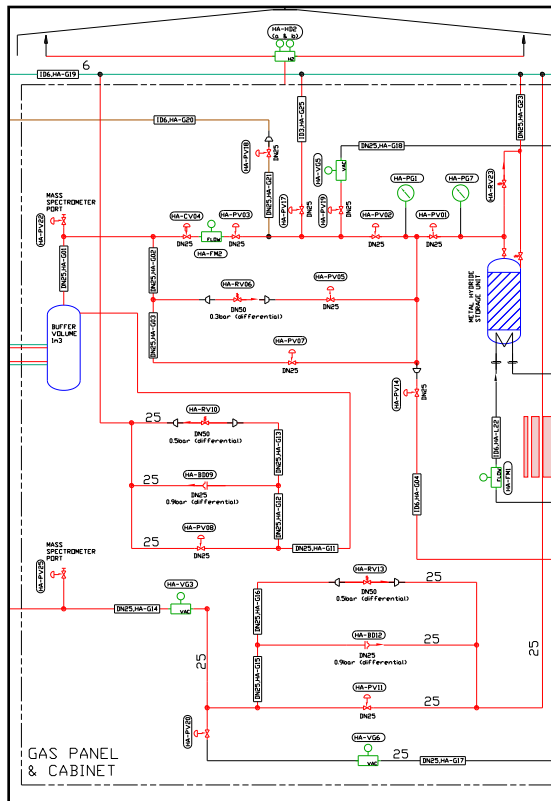 HA-HD2
(a & b)
H2
6
ID6,HA-G19
ID6,HA-G20
ID3,HA-G25
DN25,HA-G23
HA-PV18
DN25
DN25,HA-G21
HA-VG5
VAC
DN25,HA-G18
HA-PG1
HA-PG7
HA-RV23
MASS
SPECTROMETER
PORT
HA-PV22
HA-CV04
HA-PV03
HA-PV17
DN25
HA-PV19
DN25
HA-PV02
HA-PV01
DN25
FLOW
DN25
DN25
DN25
HA-FM2
DN25,HA-G01
DN25,HA-G02
HA-RV06
HA-PV05
DN50
0.3bar (differential)
DN25
METAL HYDRIDE
STORAGE UNIT
BUFFER
VOLUME
1m3
DN25,HA-G03
HA-PV07
DN25
HA-PV14
DN25
25
HA-RV10
DN50
0.5bar (differential)
DN25,HA-G13
ID6,HA-L22
25
HA-BD09
DN25
0.9bar (differential)
FLOW
HA-FM1
DN25,HA-G12
ID6,HA-G04
25
HA-PV08
DN25
DN25,HA-G11
MASS
SPECTROMETER
PORT
HA-PV25
HA-VG3
DN25,HA-G14
VAC
HA-RV13
25
DN50
0.5bar (differential)
DN25,HA-G16
HA-BD12
25
DN25
0.9bar (differential)
25
25
DN25,HA-G15
HA-PV11
25
DN25
HA-PV20
DN25
HA-VG6
25
VAC
DN25,HA-G17
GAS PANEL
& CABINET